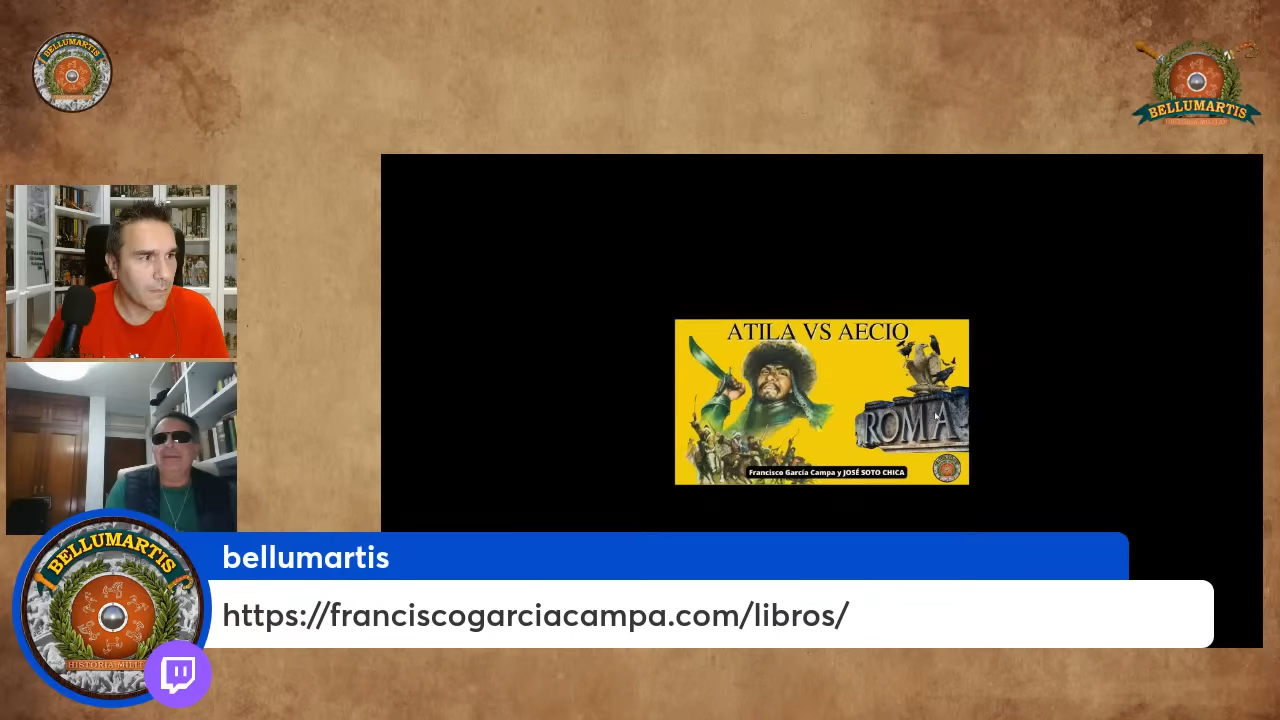 BELLUMARTIS
BELLUMARTIS
HISTORIA MILITAR
ATILA VS AECIO
ROMA
Francisco García Campa y JOSÉ SOTO CHICA
bellumartis
https://franciscogarciacampa.com/libros/
BELLUMARTIS